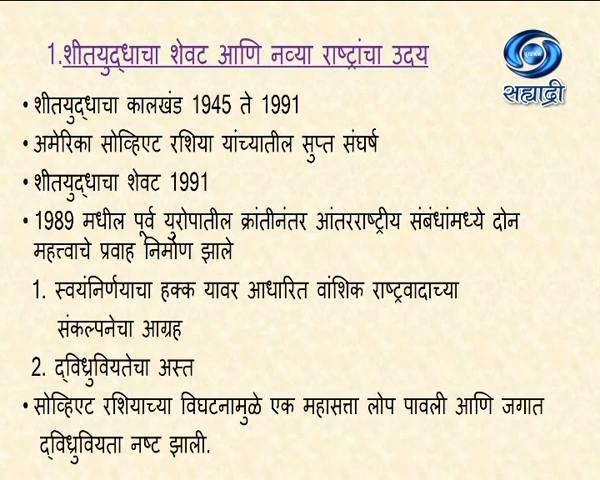 1.शीतयुद्धाचा शेवट आणि नव्या राष्ट्रांचा उदय
सह्याद्री
• शीतयुद्धाचा कालखंड 1945 ते 1991
• अमेरिका सोव्हिएट रशिया यांच्यातील सुप्त संघर्ष
• शीतयुद्धाचा शेवट 1991
• 1989 मधील पूर्व युरोपातील क्रांतीनंतर आंतरराष्ट्रीय संबंधांमध्ये दोन
महत्त्वाचे प्रवाह निर्माण झाले
1. स्वयंनिर्णयाचा हक्क यावर आधारित वांशिक राष्ट्रवादाच्या
संकल्पनेचा आग्रह
2. द्विध्रुवियतेचा अस्त
• सोव्हिएट रशियाच्या विघटनामुळे एक महासत्ता लोप पावली आणि जगात
द्विध्रुवियता नष्ट झाली.